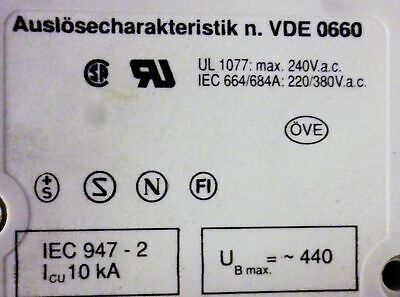 Auslösecharakteristik n. VDE 0660
UL 1077: max. 240V.a.c.
IEC 664/684A: 220/380V.a.c.
ÖVE
+S S N FI
IEC 947 - 2
Icu 10 kA
UB max. = ~ 440